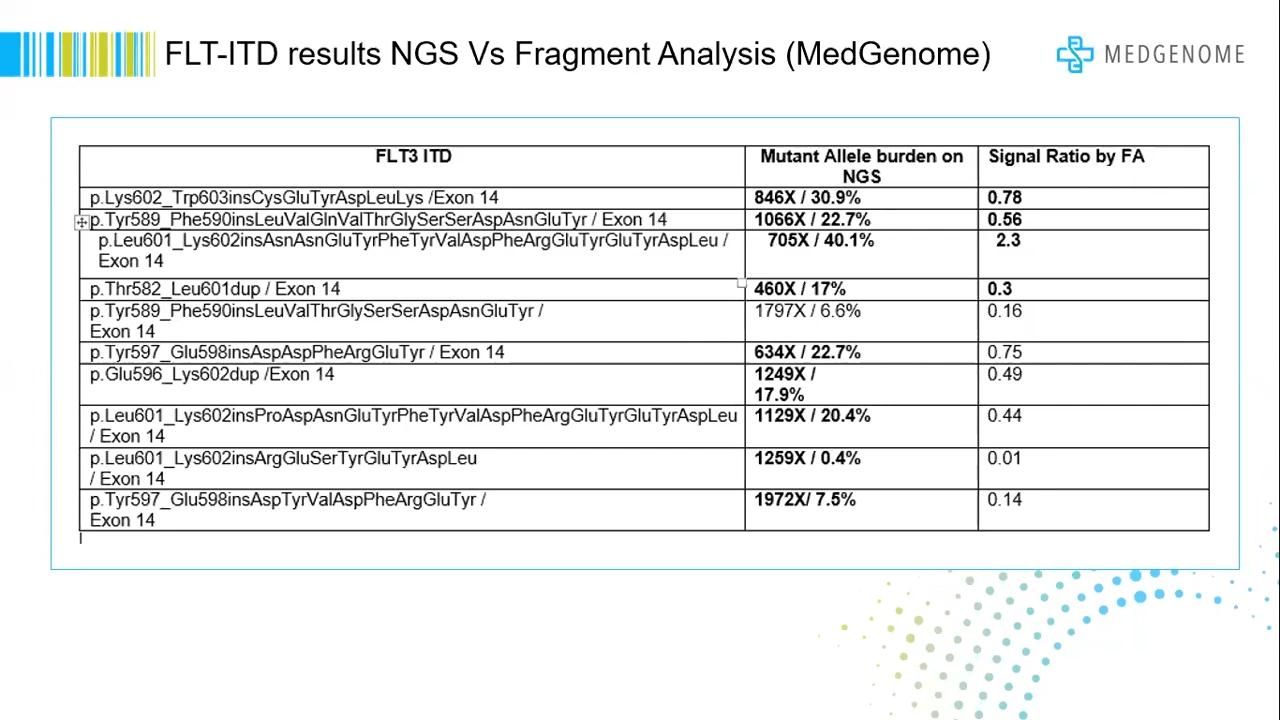 FLT-ITD results NGS Vs Fragment Analysis (MedGenome)
MEDGENOME
FLT3 ITD
Mutant Allele burden on
NGS
Signal Ratio by FA
p.Lys602_Trp603insCysGluTyrAspLeuLys /Exon 14
846X / 30.9%
0.78
p.Tyr589_Phe590insLeuValGlnValThrGlySerSerAspAsnGluTyr / Exon 14
1066X / 22.7%
0.56
p.Leu601_Lys602insAsnAsnGluTyrPheTyrValAspPheArgGluTyrGluTyrAspLeu /
Exon 14
705X / 40.1%
2.3
p.Thr582_Leu601dup / Exon 14
460X / 17%
0.3
p.Tyr589_Phe590insLeuValThrGlySerSerAspAsnGluTyr /
Exon 14
1797X / 6.6%
0.16
p.Tyr597_Glu598insAspAspPheArgGluTyr / Exon 14
634X / 22.7%
0.75
p.Glu596_Lys602dup /Exon 14
1249X /
17.9%
0.49
p.Leu601_Lys602insProAspAsnGluTyrPheTyrValAspPheArgGluTyrGluTyrAspLeu
/ Exon 14
1129X / 20.4%
0.44
p.Leu601_Lys602insArgGluSerTyrGluTyrAspLeu
/ Exon 14
1259X / 0.4%
0.01
p.Tyr597_Glu598insAspTyrValAspPheArgGluTyr /
Exon 14
1972X/ 7.5%
0.14